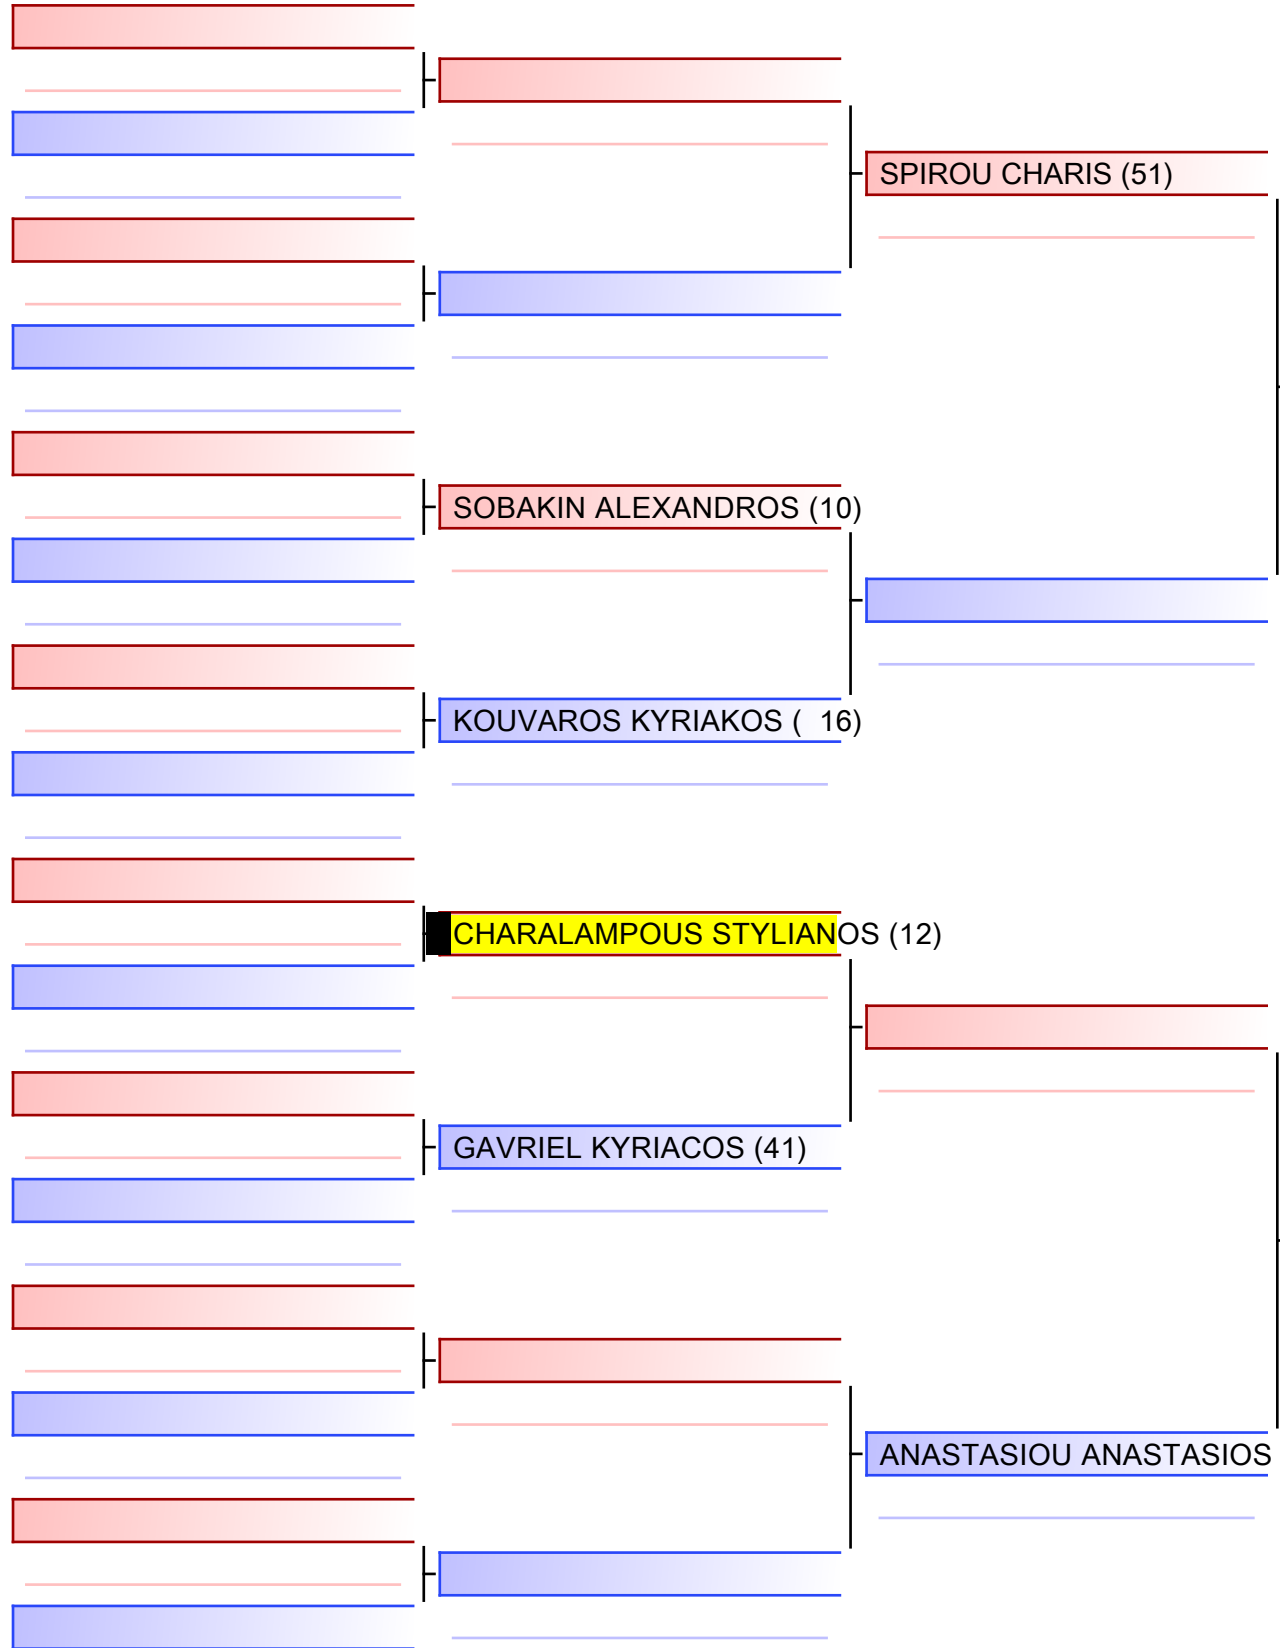 SPIROU CHARIS (51)
SOBAKIN ALEXANDROS (10)
KOUVAROS KYRIAKOS ( 16)
CHARALAMPOUS STYLIANOS (12)
GAVRIEL KYRIACOS (41)
ANASTASIOU ANASTASIOS